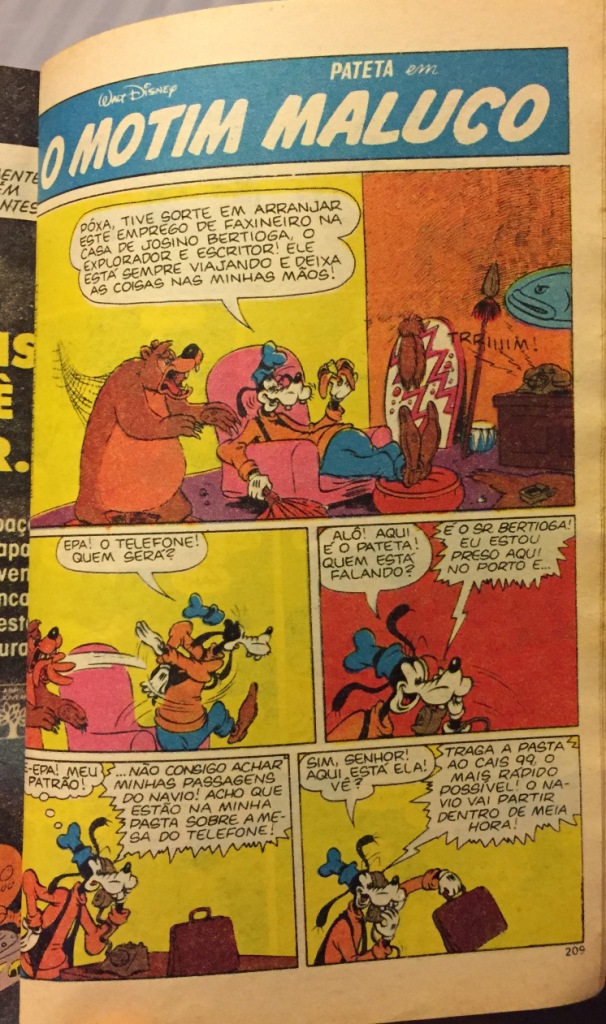 WALT DISNEY
PATETA em
O MOTIM MALUCO
PÔXA, TIVE SORTE EM ARRANJAR
ESTE EMPREGO DE FAXINEIRO NA
CASA DE JOSINO BERTIOGA, O
EXPLORADOR E ESCRITOR! ELE
ESTÁ SEMPRE VIAJANDO E DEIXA
AS COISAS NAS MINHAS MÃOS!
TRRIIIIM!
EPA! O TELEFONE!
QUEM SERÁ?
ALÔ! AQUI
É O PATETA!
QUEM ESTÁ
FALANDO?
É O SR. BERTIOGA!
EU ESTOU
PRESO AQUI
NO PORTO E...
E-EPA! MEU
PATRÃO!
...NÃO CONSIGO ACHAR
MINHAS PASSAGENS
DO NAVIO! ACHO QUE
ESTÃO NA MINHA
PASTA SOBRE A ME-
SA DO TELEFONE!
SIM, SENHOR!
AQUI ESTÁ ELA!
VÊ?
TRAGA A PASTA
AO CAIS 99, O
MAIS RÁPIDO
POSSÍVEL! O NA-
VIO VAI PARTIR
DENTRO DE MEIA
HORA!
209